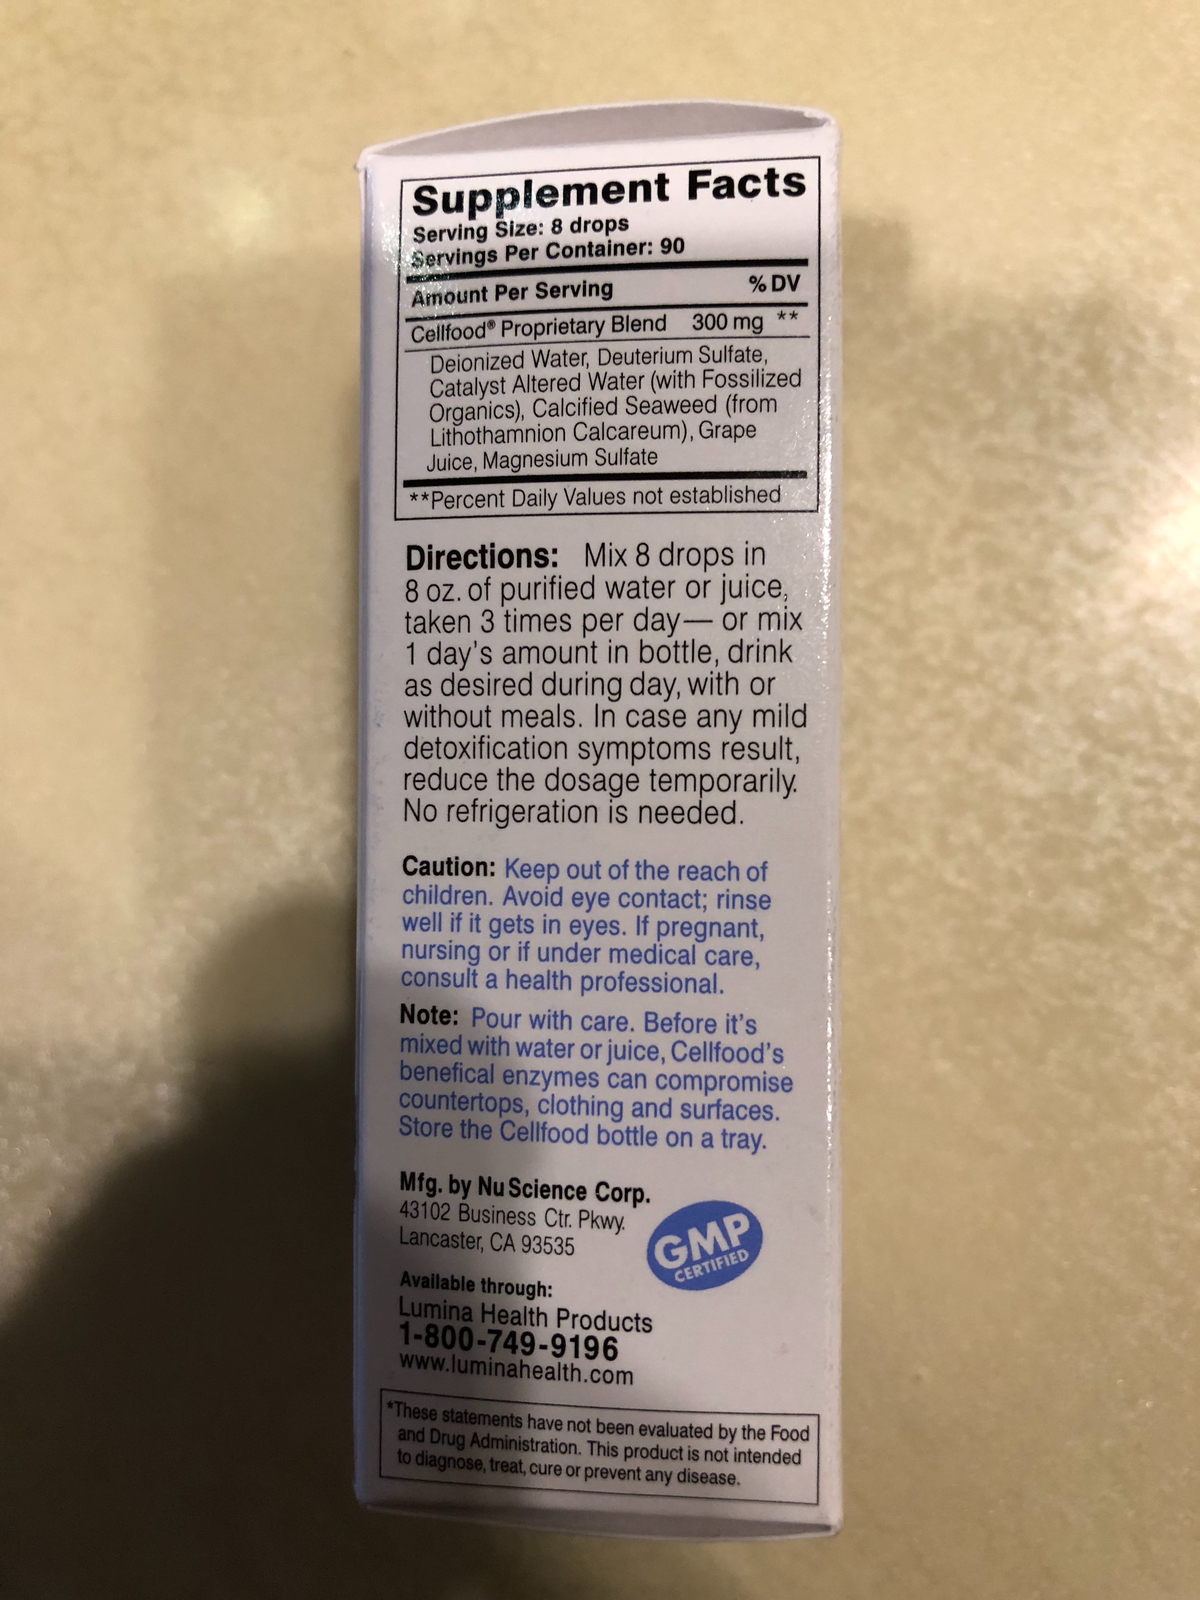 Supplement Facts
Serving Size: 8 drops
Servings Per Container: 90
Amount Per Serving % DV
Cellfood® Proprietary Blend 300 mg **
Deionized Water, Deuterium Sulfate,
Catalyst Altered Water (with Fossilized
Organics), Calcified Seaweed (from
Lithothamnion Calcareum), Grape
Juice, Magnesium Sulfate
**Percent Daily Values not established
Directions: Mix 8 drops in
8 oz. of purified water or juice,
taken 3 times per day— or mix
1 day's amount in bottle, drink
as desired during day, with or
without meals. In case any mild
detoxification symptoms result,
reduce the dosage temporarily.
No refrigeration is needed.
Caution: Keep out of the reach of
children. Avoid eye contact; rinse
well if it gets in eyes. If pregnant,
nursing or if under medical care,
consult a health professional.
Note: Pour with care. Before it's
mixed with water or juice, Cellfood's
benefical enzymes can compromise
countertops, clothing and surfaces.
Store the Cellfood bottle on a tray.
Mfg. by NuScience Corp.
43102 Business Ctr. Pkwy.
Lancaster, CA 93535
GMP
CERTIFIED
Available through:
Lumina Health Products
1-800-749-9196
www.luminahealth.com
*These statements have not been evaluated by the Food
and Drug Administration. This product is not intended
to diagnose, treat, cure or prevent any disease.